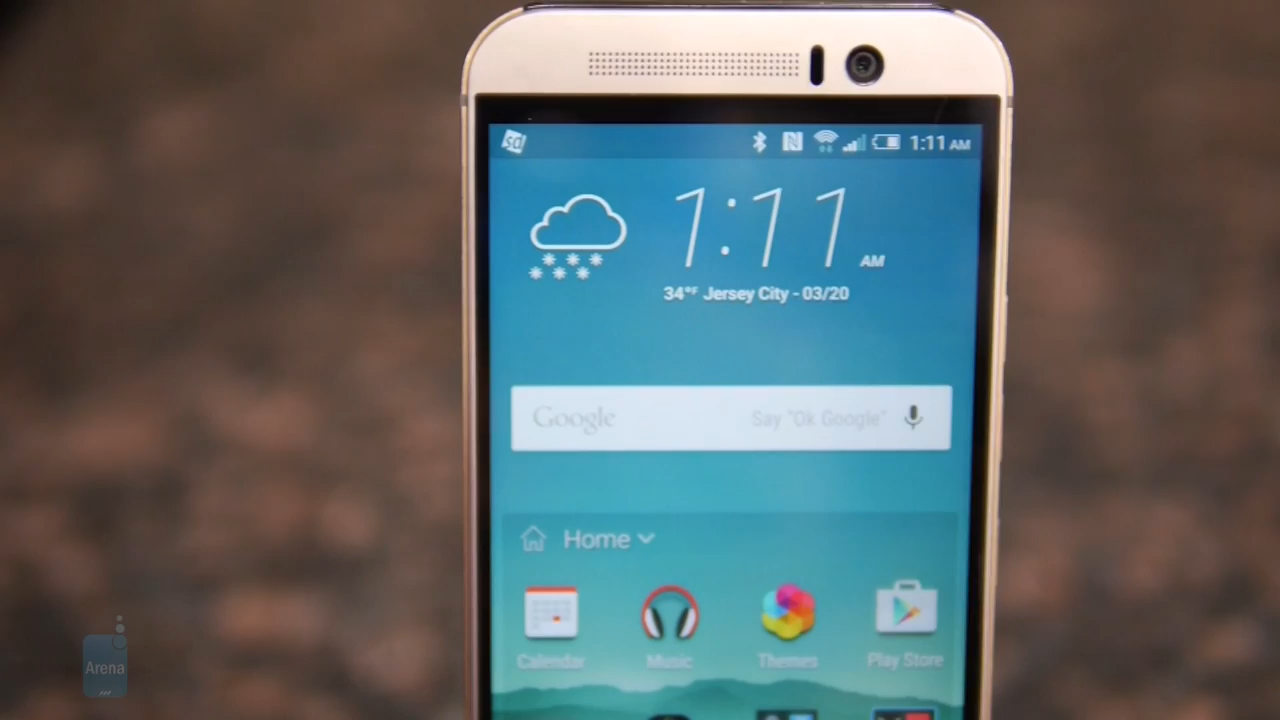 1:11 AM
1:11 AM
34°F Jersey City - 03/20
Google Say "Ok Google"
Home
Calendar Music Themes Play Store
Arena